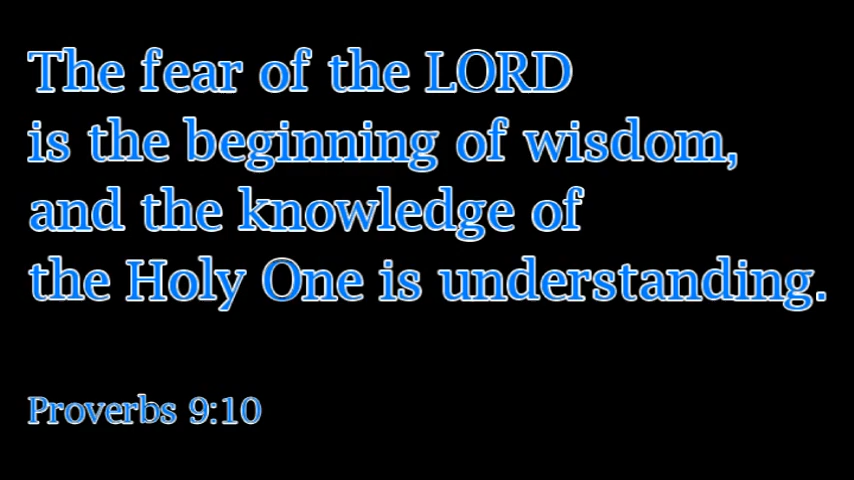 The fear of the LORD
is the beginning of wisdom,
and the knowledge of
the Holy One is understanding.
Proverbs 9:10